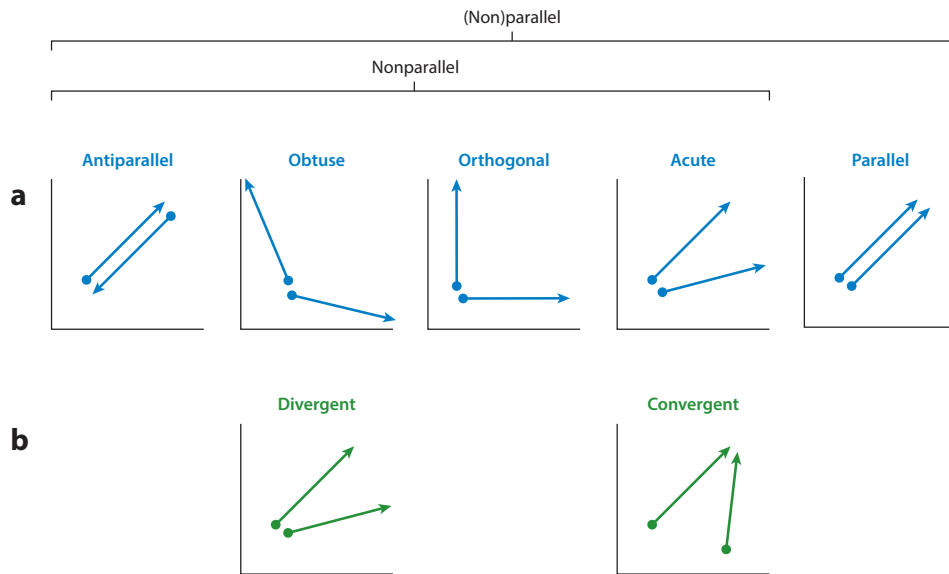 (Non)parallel
Nonparallel
Antiparallel Obtuse Orthogonal Acute Parallel
a
Divergent Convergent
b